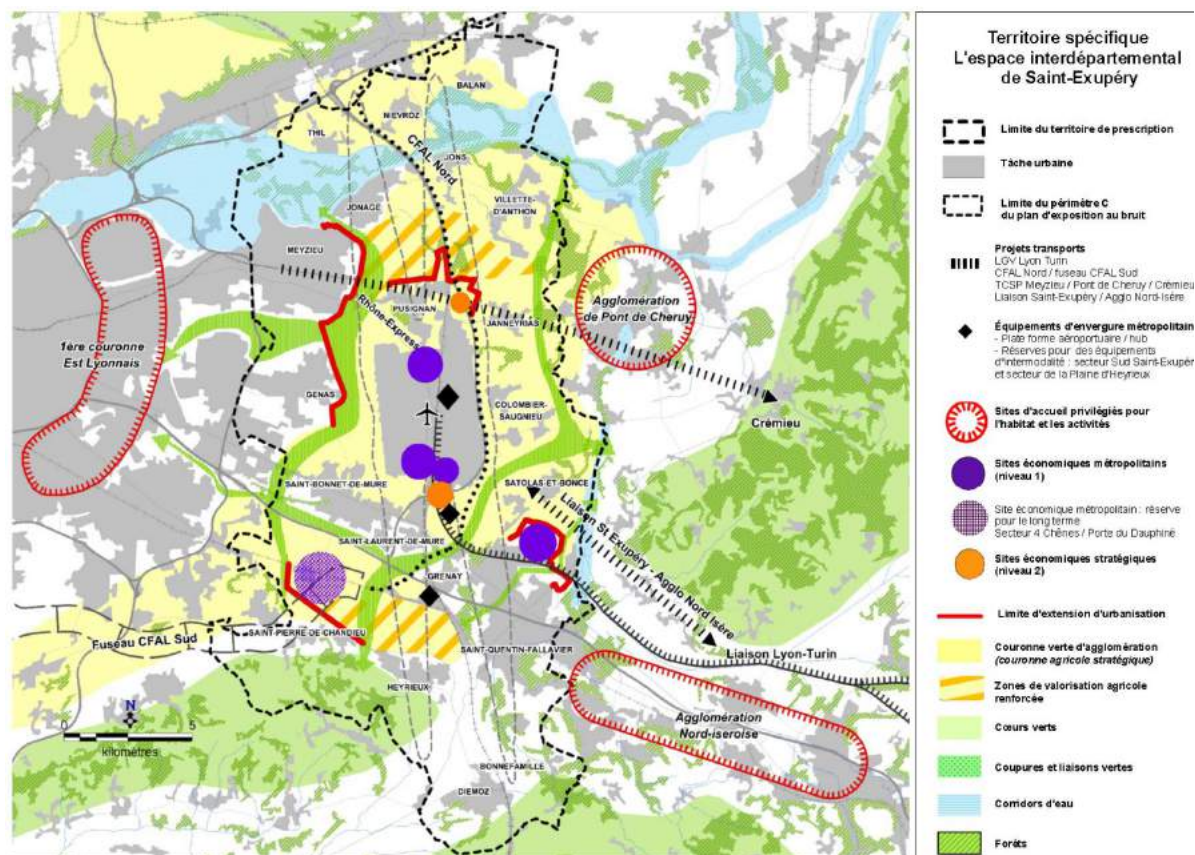 BALAN
NIEVROZ
THIL
CFAL Nord
JONS
VILLETTE-
D'ANTHON
JONAGE
MEYZIEU
Rhône-Express
PUSIGNAN
JANNEYRIAS
Agglomération
de Pont de Cheruy
1ère couronne
Est Lyonnais
GENAS
COLOMBIER-
SAUGNIEU
Crémieu
SAINT-BONNET-DE-MURE
SATOLAS-ET-BONCE
Liaison St Exupéry - Agglo Nord Isère
SAINT-LAURENT-DE-MURE
GRENAY
Fuseau CFAL Sud
SAINT-PIERRE-DE-CHANDIEU
SAINT-QUENTIN-FALLAVIER
Liaison Lyon-Turin
HEYRIEUX
Agglomération
Nord-iseroise
BONNEFAMILLE
DIEMOZ
N
0 5
kilomètres
Territoire spécifique
L'espace interdépartemental
de Saint-Exupéry
Limite du territoire de prescription
Tâche urbaine
Limite du périmètre C
du plan d'exposition au bruit
Projets transports
LGV Lyon Turin
CFAL Nord / fuseau CFAL Sud
TCSP Meyzieu / Pont de Cheruy / Crémieu
Liaison Saint-Exupéry / Agglo Nord-Isère
Équipements d'envergure métropolitain
- Plate forme aéroportuaire / hub
- Réserves pour des équipements
d'intermodalité : secteur Sud Saint-Exupéry
et secteur de la Plaine d'Heyrieux
Sites d'accueil privilégiés pour
l'habitat et les activités
Sites économiques métropolitains
(niveau 1)
Site économique métropolitain : réserve
pour le long terme
Secteur 4 Chênes / Porte du Dauphiné
Sites économiques stratégiques
(niveau 2)
Limite d'extension d'urbanisation
Couronne verte d'agglomération
(couronne agricole stratégique)
Zones de valorisation agricole
renforcée
Cœurs verts
Coupures et liaisons vertes
Corridors d'eau
Forêts